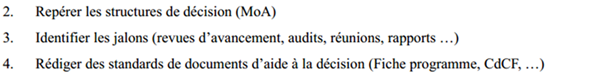 2. Repérer les structures de décision (MoA)
3. Identifier les jalons (revues d’avancement, audits, réunions, rapports …)
4. Rédiger des standards de documents d’aide à la décision (Fiche programme, CdCF, …)